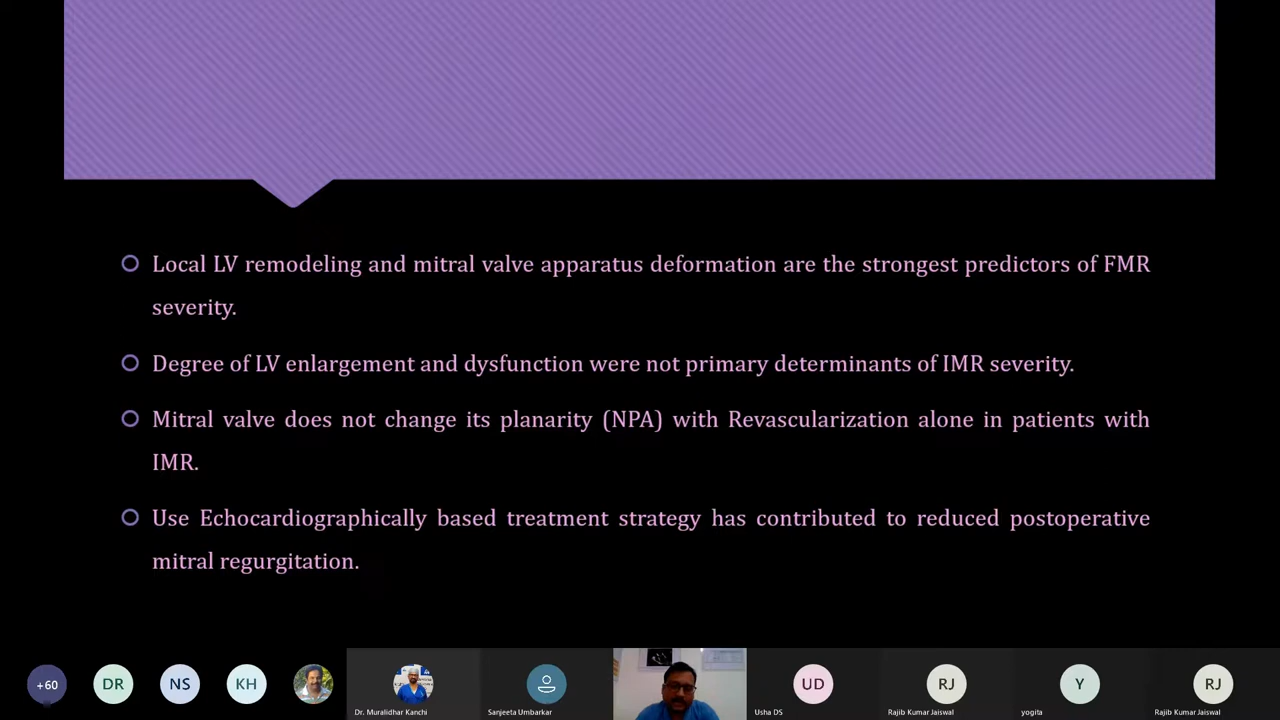 Local LV remodeling and mitral valve apparatus deformation are the strongest predictors of FMR
severity.
Degree of LV enlargement and dysfunction were not primary determinants of IMR severity.
Mitral valve does not change its planarity (NPA) with Revascularization alone in patients with
IMR.
Use Echocardiographically based treatment strategy has contributed to reduced postoperative
mitral regurgitation.
+60
DR
NS
KH
UD
RJ
Y
RJ
Dr. Muralidhar Kanchi
Sanjeeta Umbarkar
Usha DS
Rajib Kumar Jaiswal
yogita
Rajib Kumar Jaiswal